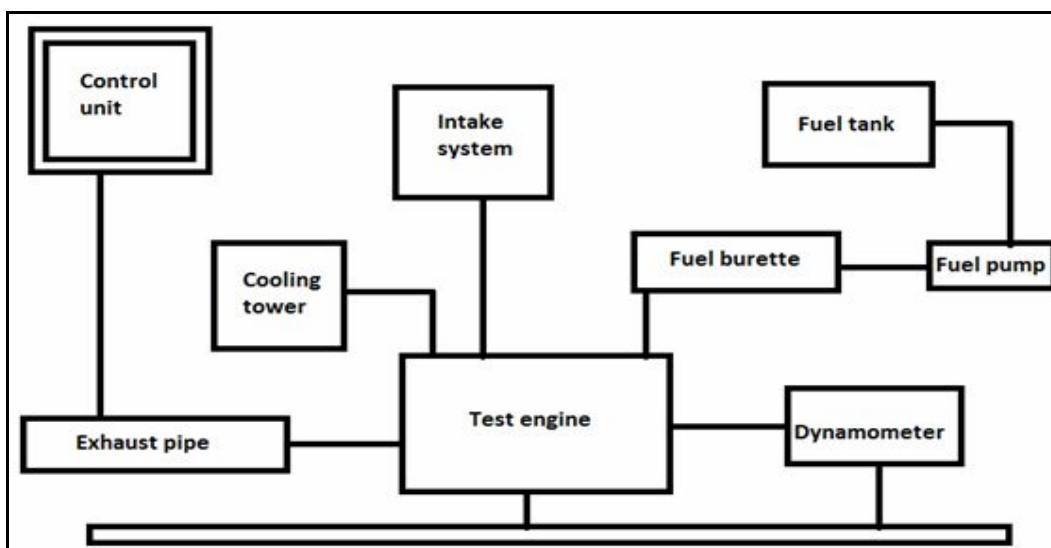 Control
unit
Intake
system
Fuel tank
Cooling
tower
Fuel burette
Fuel pump
Exhaust pipe
Test engine
Dynamometer